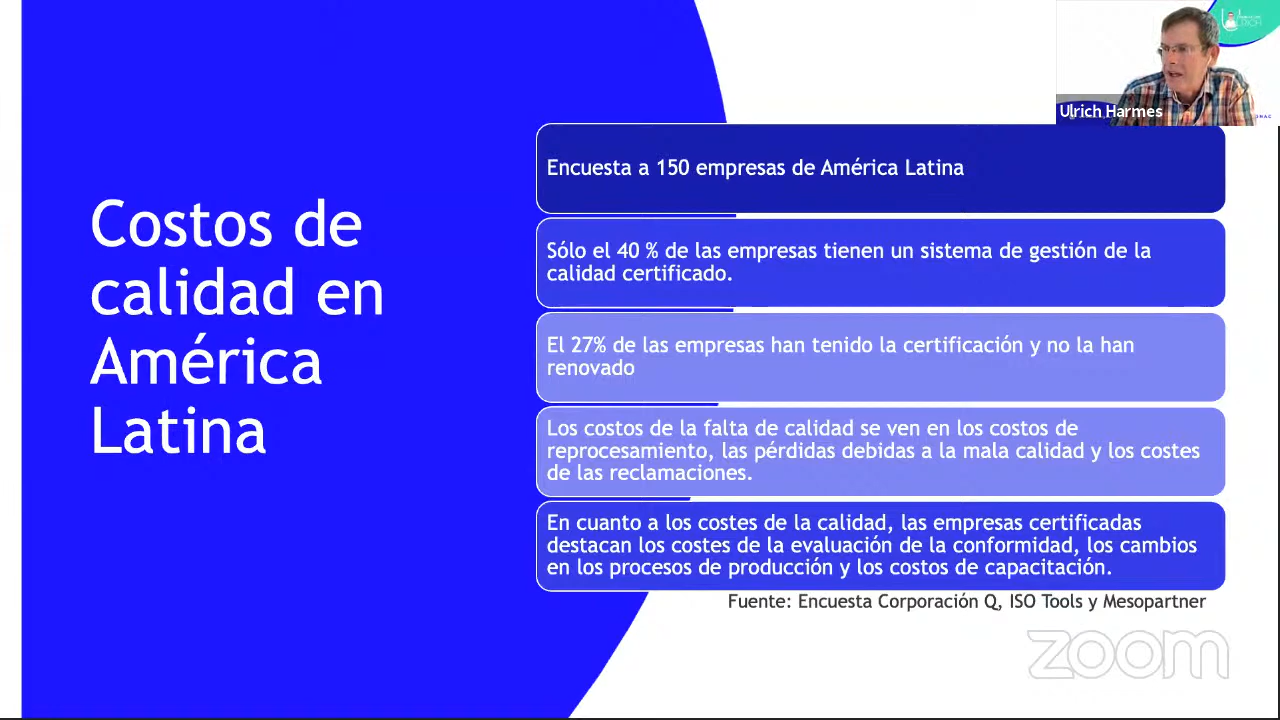 Costos de
calidad en
América
Latina
Ulrich Harmes
Encuesta a 150 empresas de América Latina
Sólo el 40 % de las empresas tienen un sistema de gestión de la
calidad certificado.
El 27% de las empresas han tenido la certificación y no la han
renovado
Los costos de la falta de calidad se ven en los costos de
reprocesamiento, las pérdidas debidas a la mala calidad y los costes
de las reclamaciones.
En cuanto a los costes de la calidad, las empresas certificadas
destacan los costes de la evaluación de la conformidad, los cambios
en los procesos de producción y los costos de capacitación.
Fuente: Encuesta Corporación Q, ISO Tools y Mesopartner
zoom